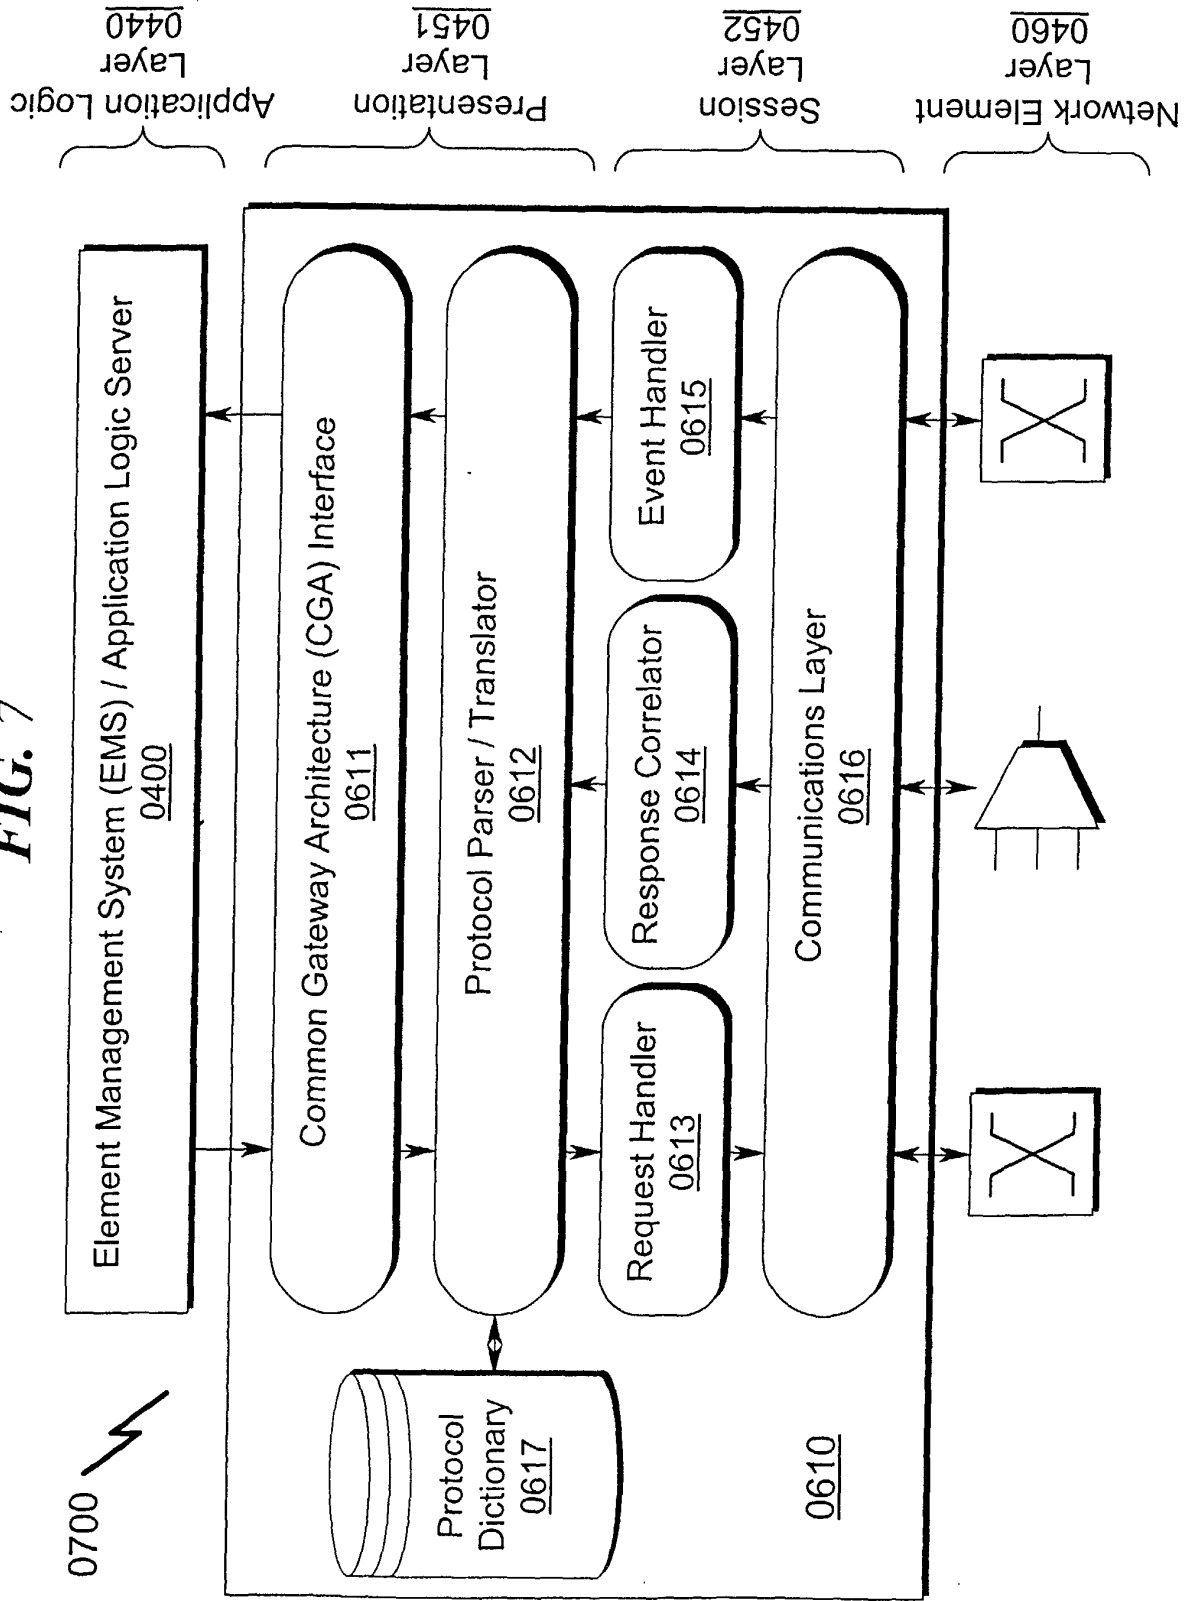 FIG. 7
0700
Element Management System (EMS) / Application Logic Server
0400
Common Gateway Architecture (CGA) Interface
0611
Protocol Parser / Translator
0612
Protocol
Dictionary
0617
Request Handler
0613
Response Correlator
0614
Event Handler
0615
Communications Layer
0616
0610
Application Logic
Layer
0440
Presentation
Layer
0451
Session
Layer
0452
Network Element
Layer
0460